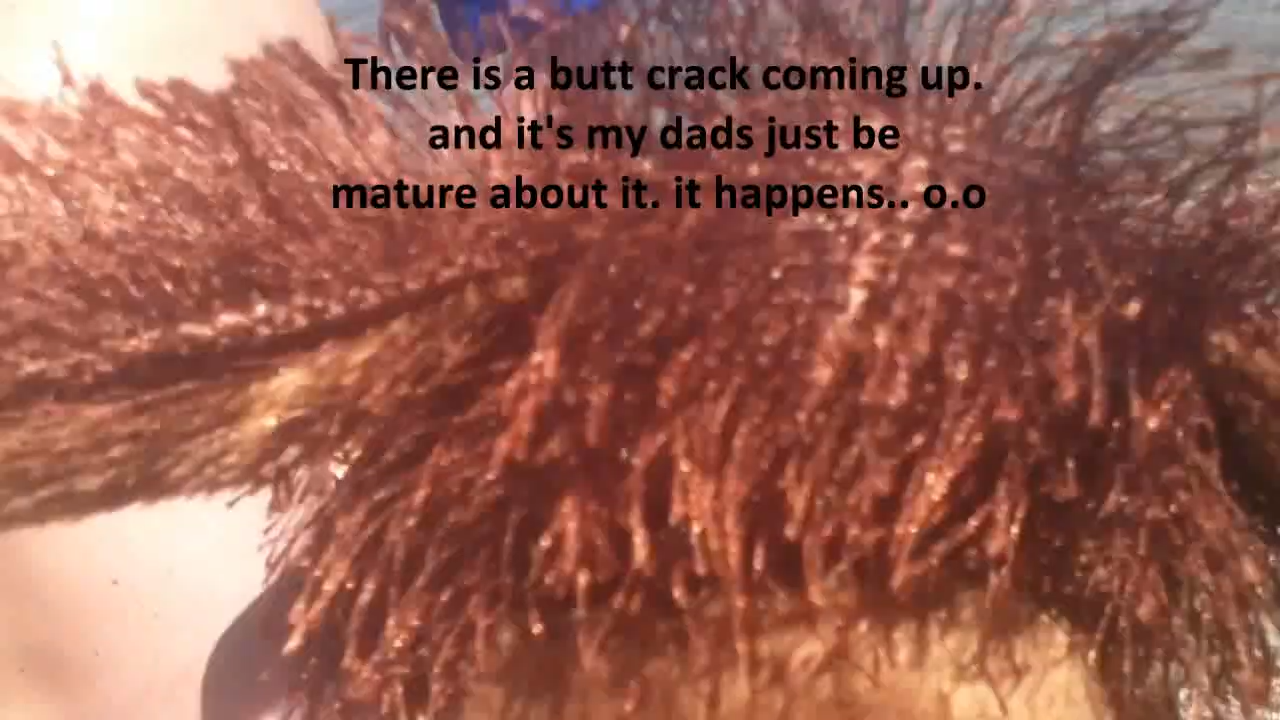 There is a butt crack coming up.
and it's my dads just be
mature about it. it happens.. o.o